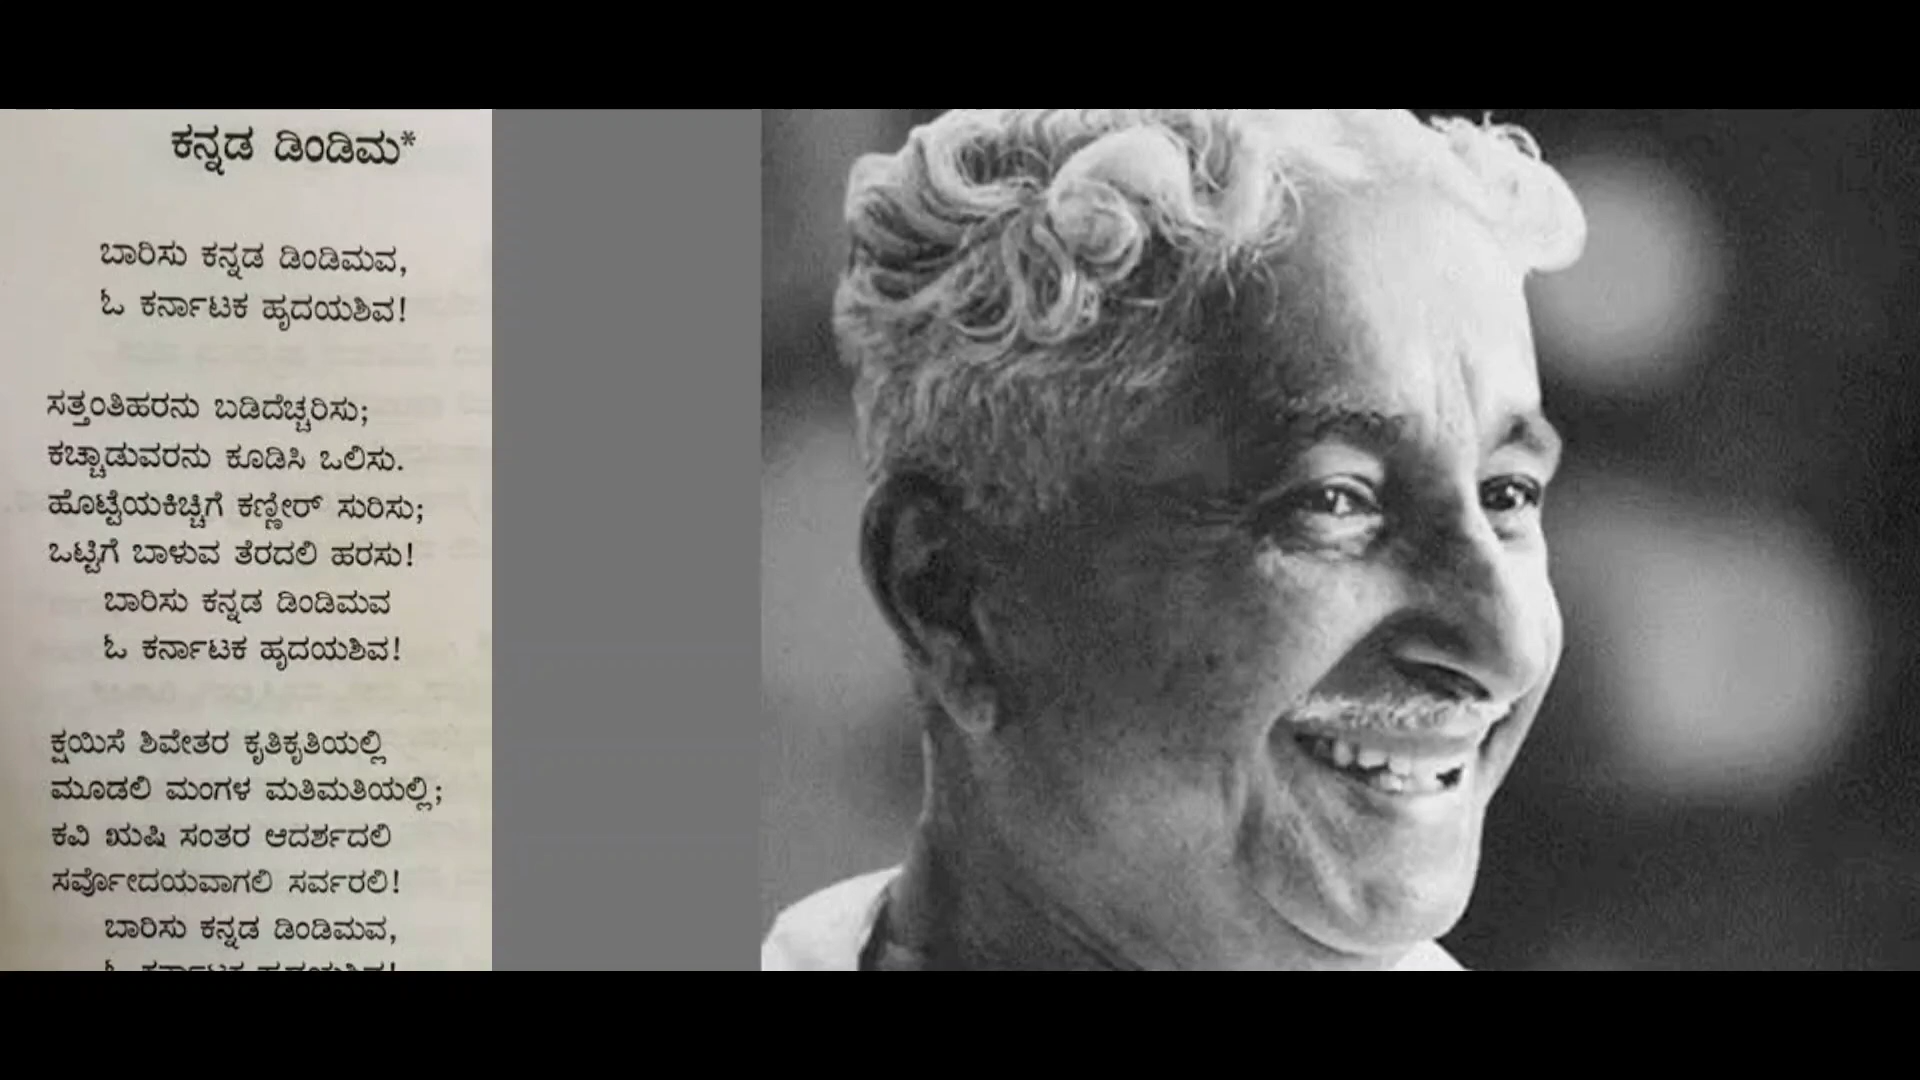 ಕನ್ನಡ ಡಿಂಡಿಮ*
ಬಾರಿಸು ಕನ್ನಡ ಡಿಂಡಿಮವ,
ಓ ಕರ್ನಾಟಕ ಹೃದಯಶಿವ!
ಸತ್ತಂತಿಹರನು ಬಡಿದೆಚ್ಚರಿಸು;
ಕಚ್ಚಾಡುವರನು ಕೂಡಿಸಿ ಒಲಿಸು.
ಹೊಟ್ಟೆಯಕಿಚ್ಚಿಗೆ ಕಣ್ಣೀರ್ ಸುರಿಸು;
ಒಟ್ಟಿಗೆ ಬಾಳುವ ತೆರದಲಿ ಹರಸು!
ಬಾರಿಸು ಕನ್ನಡ ಡಿಂಡಿಮವ
ಓ ಕರ್ನಾಟಕ ಹೃದಯಶಿವ!
ಕ್ಷಯಿಸೆ ಶಿವೇತರ ಕೃತಿಕೃತಿಯಲ್ಲಿ
ಮೂಡಲಿ ಮಂಗಳ ಮತಿಮತಿಯಲ್ಲಿ;
ಕವಿ ಋಷಿ ಸಂತರ ಆದರ್ಶದಲಿ
ಸರ್ವೋದಯವಾಗಲಿ ಸರ್ವರಲಿ!
ಬಾರಿಸು ಕನ್ನಡ ಡಿಂಡಿಮವ,